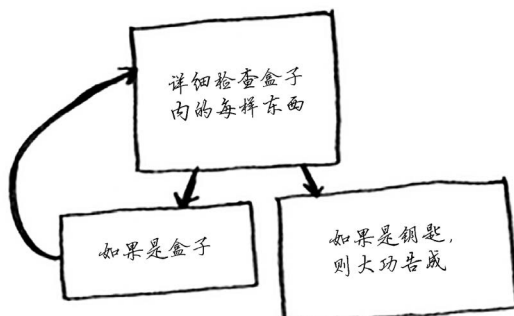 详细检查盒子
内的每样东西
如果是盒子
如果是钥匙，
则大功告成